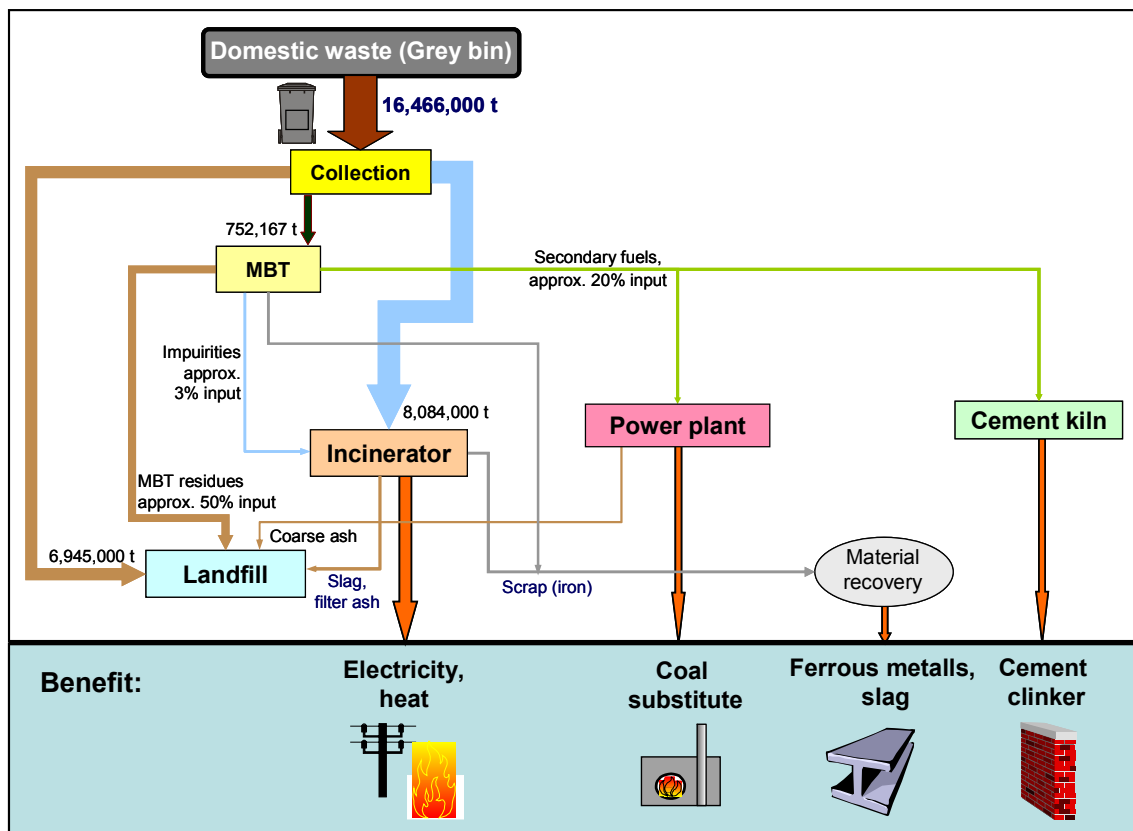 Domestic waste (Grey bin)
16,466,000 t
Collection
752,167 t
MBT
Secondary fuels,
approx. 20% input
Impuirities
approx.
3% input
8,084,000 t
Incinerator
Power plant
Cement kiln
MBT residues
approx. 50% input
Coarse ash
6,945,000 t
Landfill
Slag,
filter ash
Scrap (iron)
Material
recovery
Benefit:
Electricity,
heat
Coal
substitute
Ferrous metalls,
slag
Cement
clinker